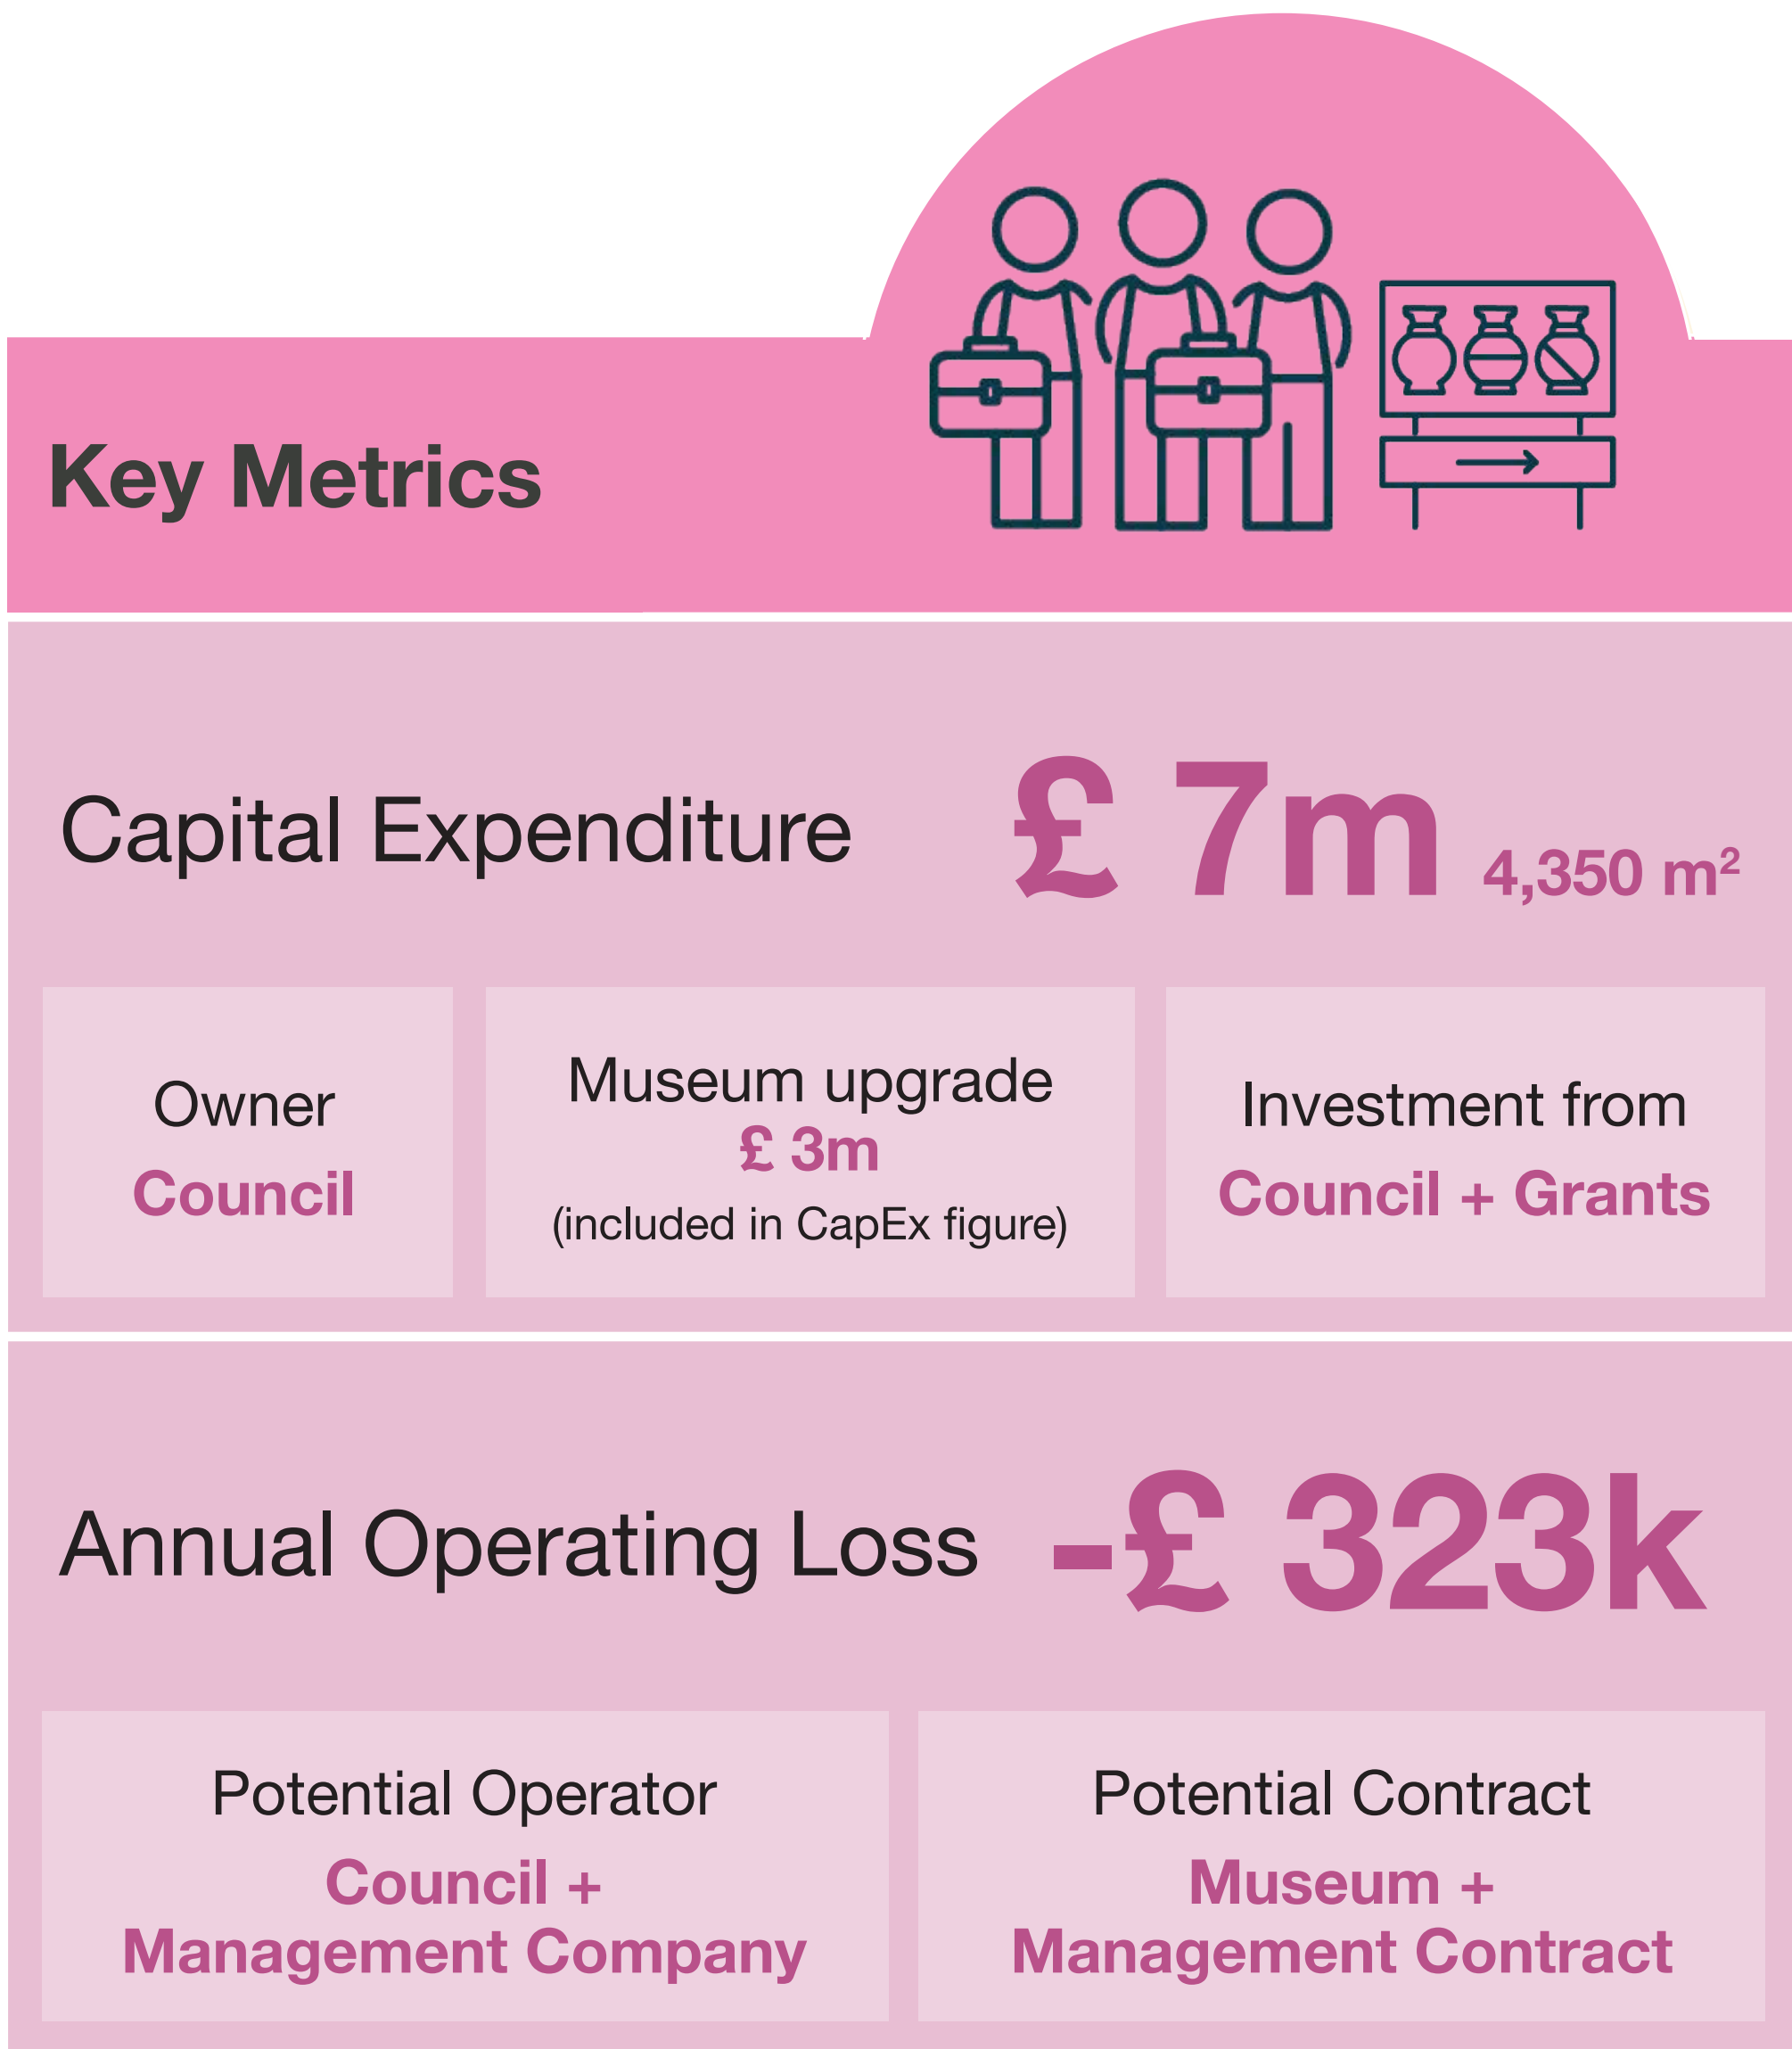 Key Metrics
Capital Expenditure £ 7m 4,350 m²
Owner
Council
Museum upgrade
£ 3m
(included in CapEx figure)
Investment from
Council + Grants
Annual Operating Loss -£ 323k
Potential Operator
Council +
Management Company
Potential Contract
Museum +
Management Contract